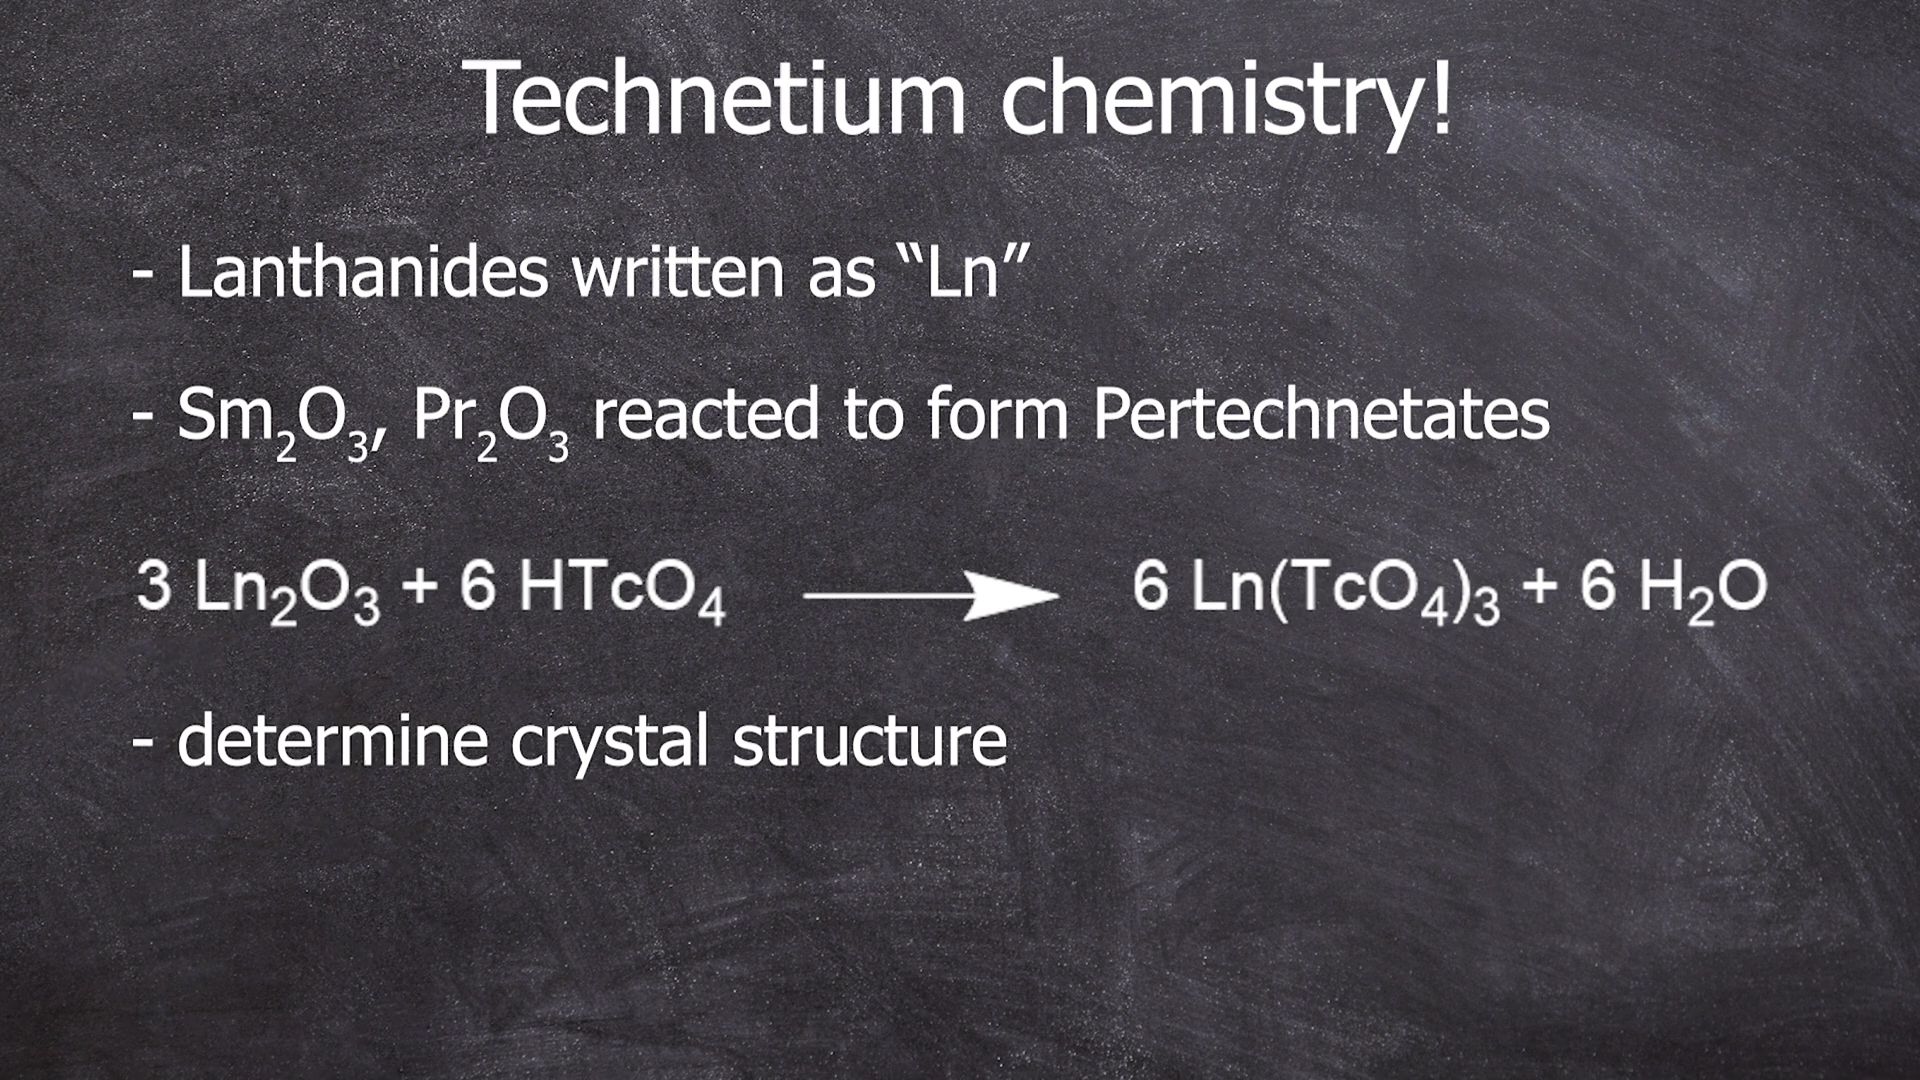 Technetium chemistry!
- Lanthanides written as “Ln”
- Sm₂O₃, Pr₂O₃ reacted to form Pertechnetates
3 Ln₂O₃ + 6 HTcO₄ → 6 Ln(TcO₄)₃ + 6 H₂O
- determine crystal structure